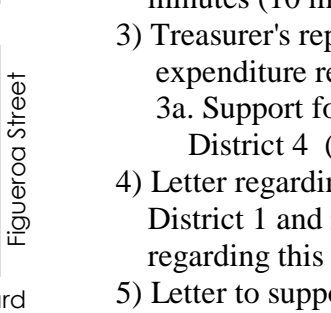 minutes (10 m
3) Treasurer's rep
expenditure re
3a. Support fo
District 4 (
4) Letter regardin
District 1 and
regarding this
5) Letter to suppo
Figueroa Street